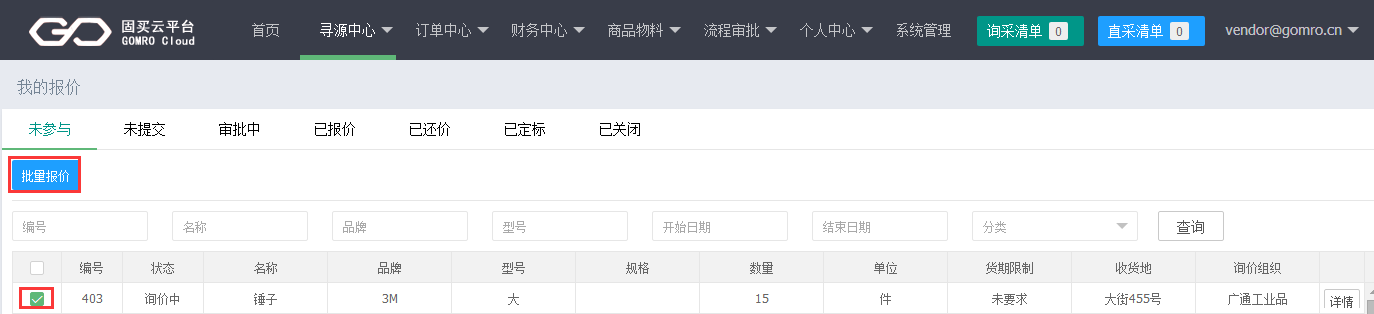 固买云平台
GOMRO Cloud
首页 寻源中心 订单中心 财务中心 商品物料 流程审批 个人中心 系统管理 询采清单 0 直采清单 0 vendor@gomro.cn
我的报价
未参与 未提交 审批中 已报价 已还价 已定标 已关闭
批量报价
编号 名称 品牌 型号 开始日期 结束日期 分类 查询
编号 状态 名称 品牌 型号 规格 数量 单位 货期限制 收货地 询价组织
403 询价中 锤子 3M 大 15 件 未要求 大街455号 广通工业品 详情